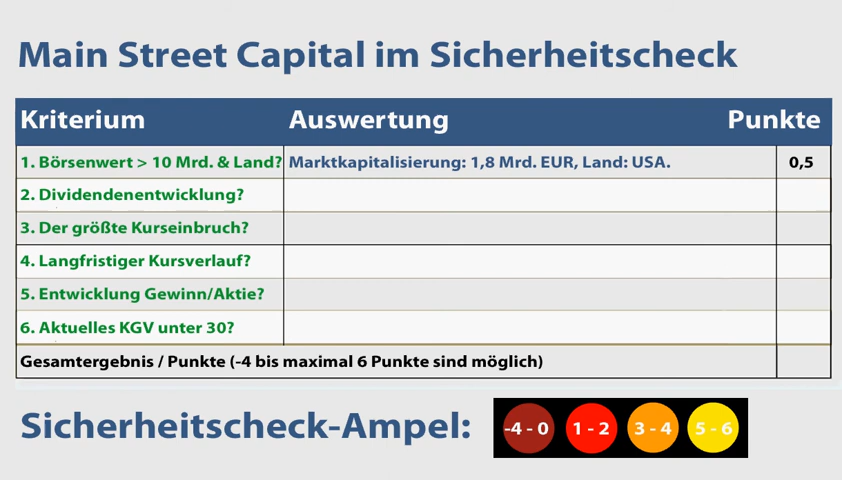 Main Street Capital im Sicherheitscheck
Kriterium Auswertung Punkte
1. Börsenwert > 10 Mrd. & Land? Marktkapitalisierung: 1,8 Mrd. EUR, Land: USA. 0,5
2. Dividendenentwicklung?
3. Der größte Kurseinbruch?
4. Langfristiger Kursverlauf?
5. Entwicklung Gewinn/Aktie?
6. Aktuelles KGV unter 30?
Gesamtergebnis / Punkte (-4 bis maximal 6 Punkte sind möglich)
Sicherheitscheck-Ampel: -4 - 0 1 - 2 3 - 4 5 - 6